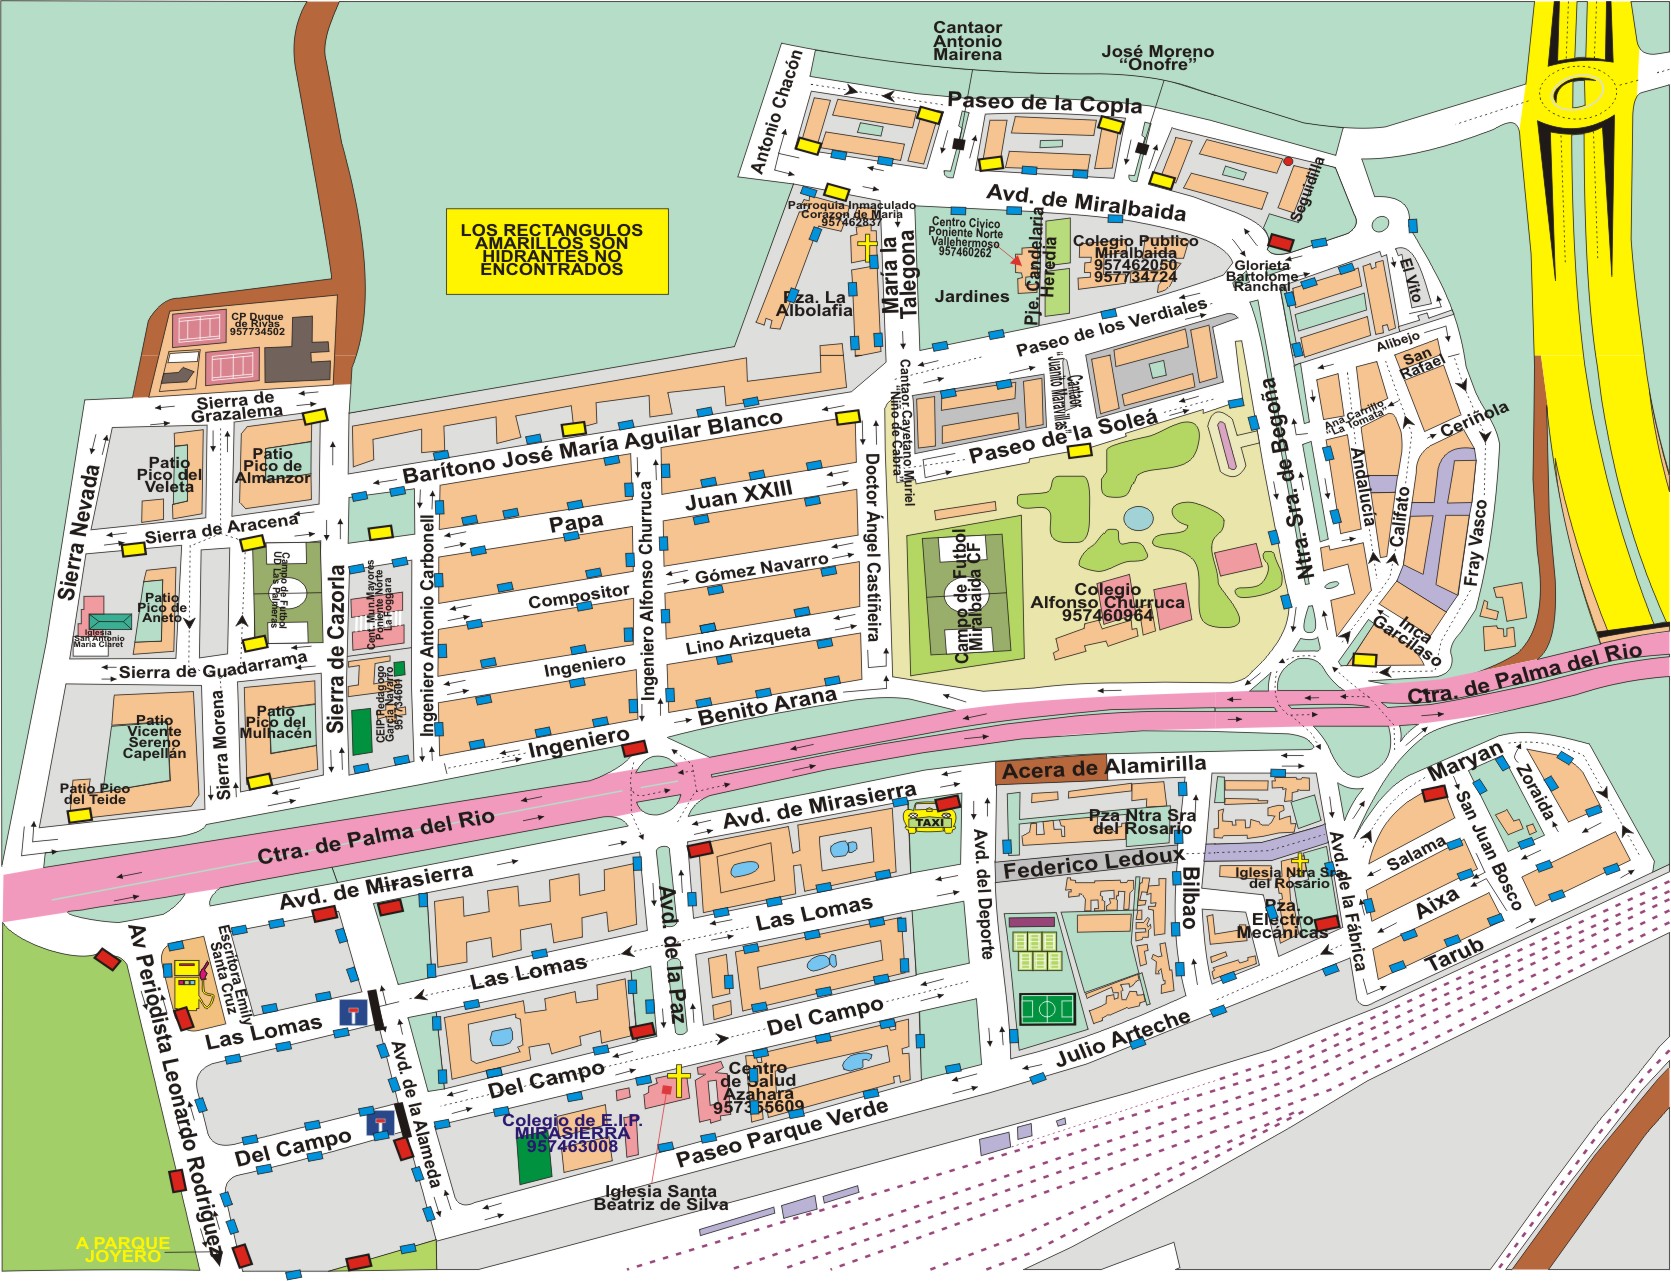 Cantaor
Antonio
Mairena
José Moreno
“Onofre”
Antonio Chacón
Paseo de la Copla
Avd. de Miralbaida
Seguidilla
LOS RECTANGULOS
AMARILLOS SON
HIDRANTES NO
ENCONTRADOS
Parroquia Inmaculado
Corazon de Maria
957462837
María la
Talegona
Centro Civico
Poniente Norte
Vallehermoso
957460262
Jardines
Pje. Candelaria
Heredia
Colegio Publico
Miralbaida
957462050
957734724
Glorieta
Bartolome
Ranchal
El Vito
Pza. La
Albolafia
Paseo de los Verdiales
Alibejo
San
Rafael
CP Duque
de Rivas
957734502
Sierra de
Grazalema
Cantaor Cayetano Muriel
“Niño de Cabra”
Cantaor
“Juanito Maravillas”
Paseo de la Soleá
Ntra. Sra. de Begoña
Ana Carrillo
“La Tomata”
Ceriñola
Barítono José María Aguilar Blanco
Sierra Nevada
Patio
Pico del
Veleta
Patio
Pico de
Almanzor
Sierra de Aracena
Papa
Juan XXIII
Doctor Ángel Castiñeira
Andalucía
Califato
Fray Vasco
Campo de Futbol
UD Las Palmeras
Sierra de Cazorla
Cent. Mun. Mayores
Poniente Norte
La Foggara
Ingeniero Antonio Carbonell
Ingeniero Alfonso Churruca
Compositor
Gómez Navarro
Campo de Futbol
Miralbaida CF
Colegio
Alfonso Churruca
957460964
Patio
Pico de
Aneto
Iglesia
San Antonio
Maria Claret
Sierra de Guadarrama
Ingeniero
Lino Arizqueta
Inca
Garcilaso
CEIP Pedagogo
García Navarro
957734601
Patio
Vicente
Sereno
Capellán
Sierra Morena
Patio
Pico del
Mulhacén
Patio Pico
del Teide
Ingeniero
Benito Arana
Ctra. de Palma del Rio
Ctra. de Palma del Rio
Acera de Alamirilla
Maryan
Zoraida
San Juan Bosco
Salama
Aixa
Tarub
Avd. de Mirasierra
Avd. de Mirasierra
TAXI
Avd. del Deporte
Pza Ntra Sra
del Rosario
Federico Ledoux
Bilbao
Iglesia Ntra Sra
del Rosario
Pza.
Electro
Mecánicas
Avd. de la Fábrica
Av Periodista Leonardo Rodriguez
Escritora Emily
Santa Cruz
Las Lomas
Las Lomas
Las Lomas
Avd. de la Paz
Del Campo
Del Campo
Del Campo
Avd. de la Alameda
Julio Arteche
Centro
de Salud
Azahara
957355609
Colegio de E.I.P.
MIRASIERRA
957463008
Paseo Parque Verde
Iglesia Santa
Beatriz de Silva
A PARQUE
JOYERO